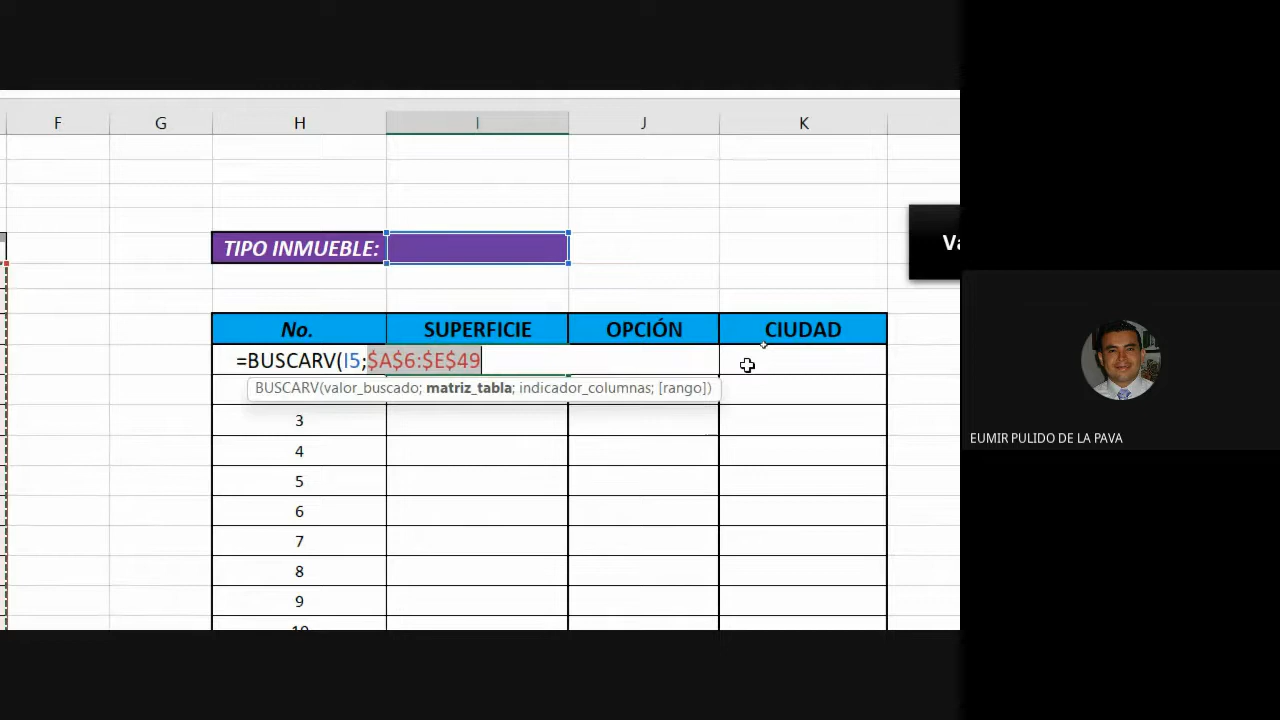 F G H I J K
TIPO INMUEBLE:
No. SUPERFICIE OPCIÓN CIUDAD
=BUSCARV(I5;$A$6:$E$49
BUSCARV(valor_buscado; matriz_tabla; indicador_columnas; [rango])
3
4
5
6
7
8
9
10
EUMIR PULIDO DE LA PAVA